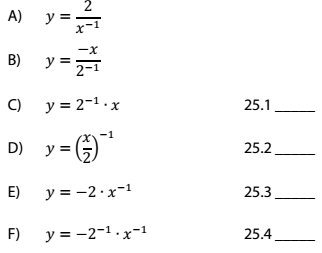 A) y = 2/x⁻¹
B) y = −x/2⁻¹
C) y = 2⁻¹ · x 25.1 _____
D) y = (x/2)⁻¹ 25.2 _____
E) y = −2 · x⁻¹ 25.3 _____
F) y = −2⁻¹ · x⁻¹ 25.4 _____